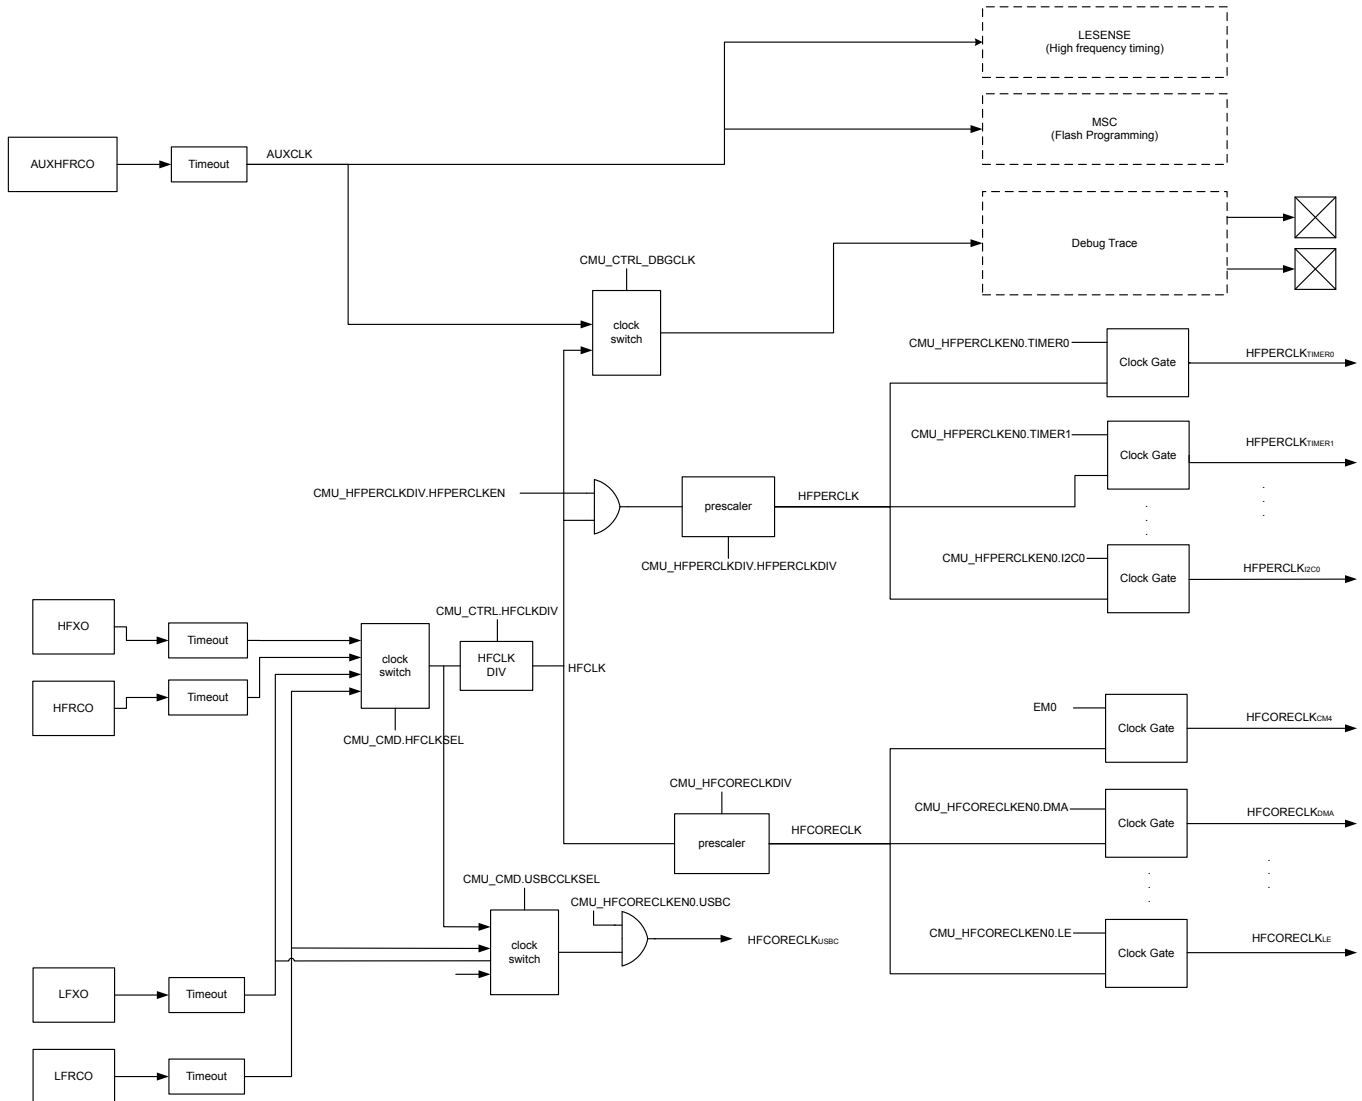 LESENSE
(High frequency timing)
MSC
(Flash Programming)
AUXHFRCO
Timeout
AUXCLK
Debug Trace
CMU_CTRL_DBGCLK
clock
switch
CMU_HFPERCLKEN0.TIMER0
Clock Gate
HFPERCLKTIMER0
CMU_HFPERCLKEN0.TIMER1
Clock Gate
HFPERCLKTIMER1
CMU_HFPERCLKDIV.HFPERCLKEN
prescaler
HFPERCLK
CMU_HFPERCLKDIV.HFPERCLKDIV
CMU_HFPERCLKEN0.I2C0
Clock Gate
HFPERCLKI2C0
HFXO
Timeout
HFRCO
Timeout
clock
switch
CMU_CMD.HFCLKSEL
CMU_CTRL.HFCLKDIV
HFCLK
DIV
HFCLK
EM0
Clock Gate
HFCORECLKCM4
CMU_HFCORECLKDIV
prescaler
HFCORECLK
CMU_HFCORECLKEN0.DMA
Clock Gate
HFCORECLKDMA
CMU_CMD.USBCCLKSEL
clock
switch
CMU_HFCORECLKEN0.USBC
HFCORECLKUSBC
CMU_HFCORECLKEN0.LE
Clock Gate
HFCORECLKLE
LFXO
Timeout
LFRCO
Timeout